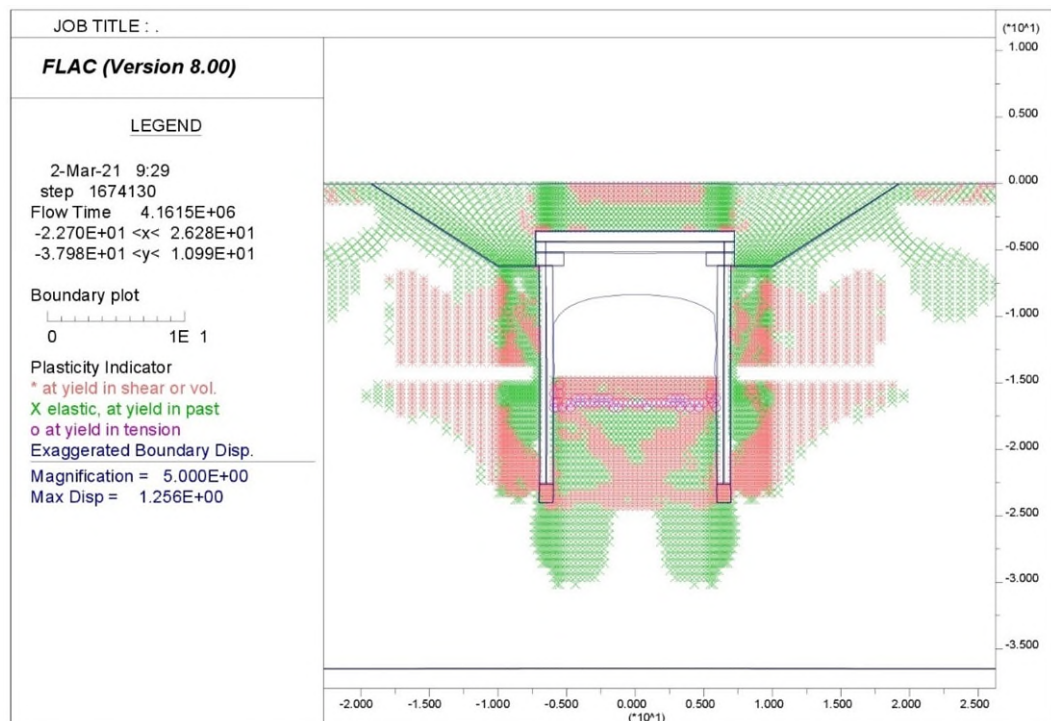 JOB TITLE : .
FLAC (Version 8.00)
LEGEND
2-Mar-21 9:29
step 1674130
Flow Time 4.1615E+06
-2.270E+01 <x< 2.628E+01
-3.798E+01 <y< 1.099E+01
Boundary plot
0 1E 1
Plasticity Indicator
* at yield in shear or vol.
X elastic, at yield in past
o at yield in tension
Exaggerated Boundary Disp.
Magnification = 5.000E+00
Max Disp = 1.256E+00
(*10^1)
1.000
0.500
0.000
-0.500
-1.000
-1.500
-2.000
-2.500
-3.000
-3.500
-2.000 -1.500 -1.000 -0.500 0.000 0.500 1.000 1.500 2.000 2.500
(*10^1)